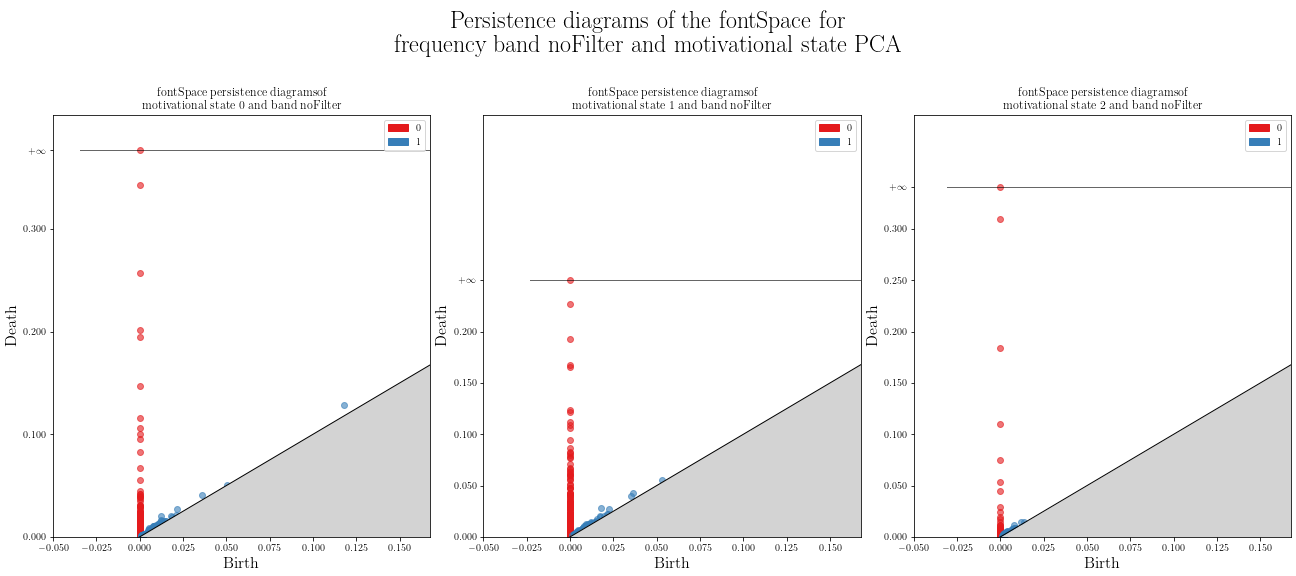 Persistence diagrams of the fontSpace for
frequency band noFilter and motivational state PCA
fontSpace persistence diagramsof
motivational state 0 and band noFilter
0
1
+∞
0.300
0.200
0.100
0.000
Death
−0.050 −0.025 0.000 0.025 0.050 0.075 0.100 0.125 0.150
Birth
fontSpace persistence diagramsof
motivational state 1 and band noFilter
0
1
+∞
0.200
0.150
0.100
0.050
0.000
Death
−0.050 −0.025 0.000 0.025 0.050 0.075 0.100 0.125 0.150
Birth
fontSpace persistence diagramsof
motivational state 2 and band noFilter
0
1
+∞
0.300
0.250
0.200
0.150
0.100
0.050
0.000
Death
−0.050 −0.025 0.000 0.025 0.050 0.075 0.100 0.125 0.150
Birth